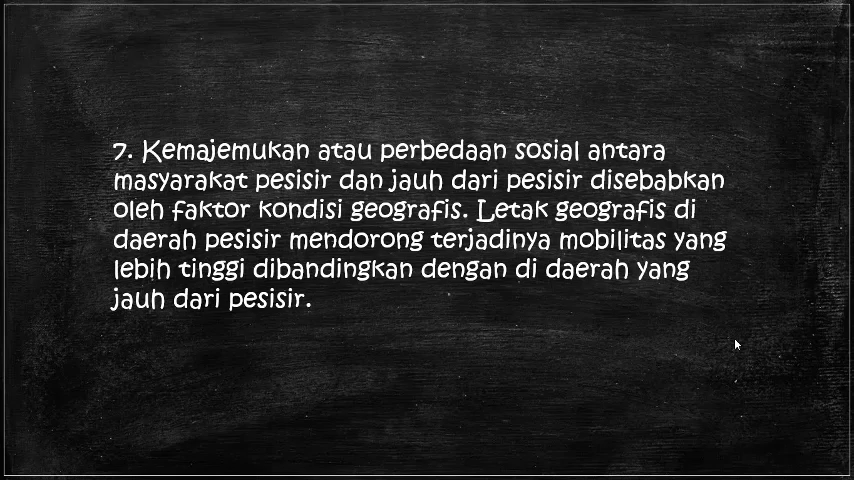 7. Kemajemukan atau perbedaan sosial antara
masyarakat pesisir dan jauh dari pesisir disebabkan
oleh faktor kondisi geografis. Letak geografis di
daerah pesisir mendorong terjadinya mobilitas yang
lebih tinggi dibandingkan dengan di daerah yang
jauh dari pesisir.